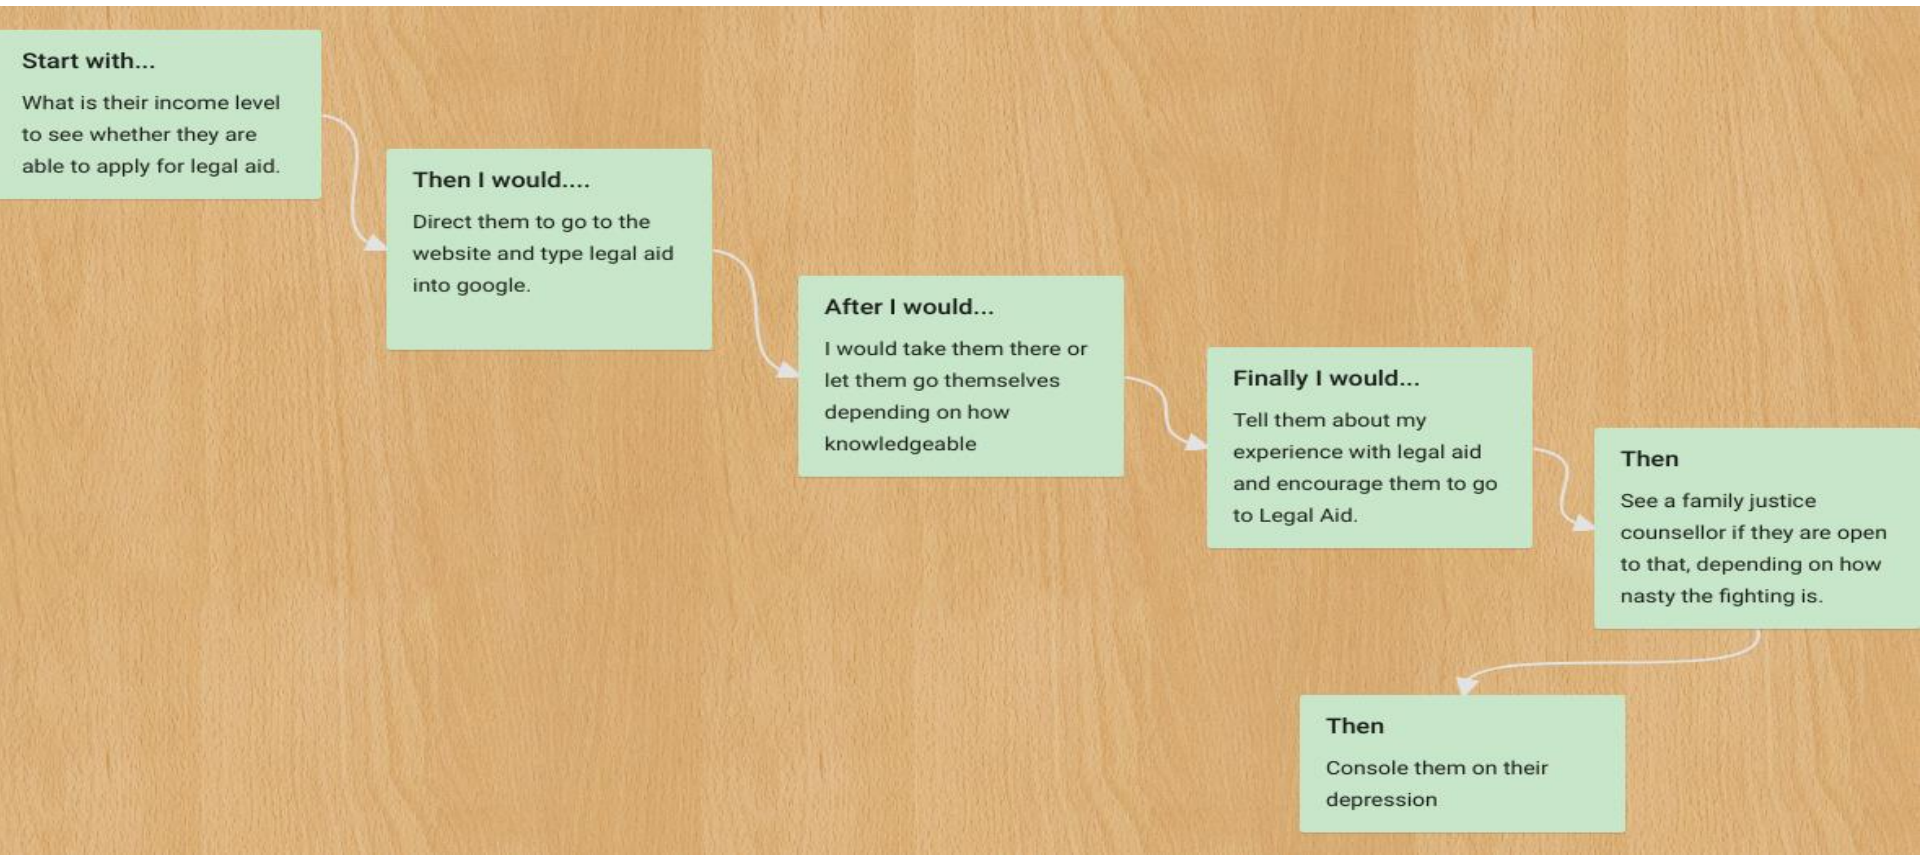 Start with...
What is their income level
to see whether they are
able to apply for legal aid.
Then I would....
Direct them to go to the
website and type legal aid
into google.
After I would...
I would take them there or
let them go themselves
depending on how
knowledgeable
Finally I would...
Tell them about my
experience with legal aid
and encourage them to go
to Legal Aid.
Then
See a family justice
counsellor if they are open
to that, depending on how
nasty the fighting is.
Then
Console them on their
depression